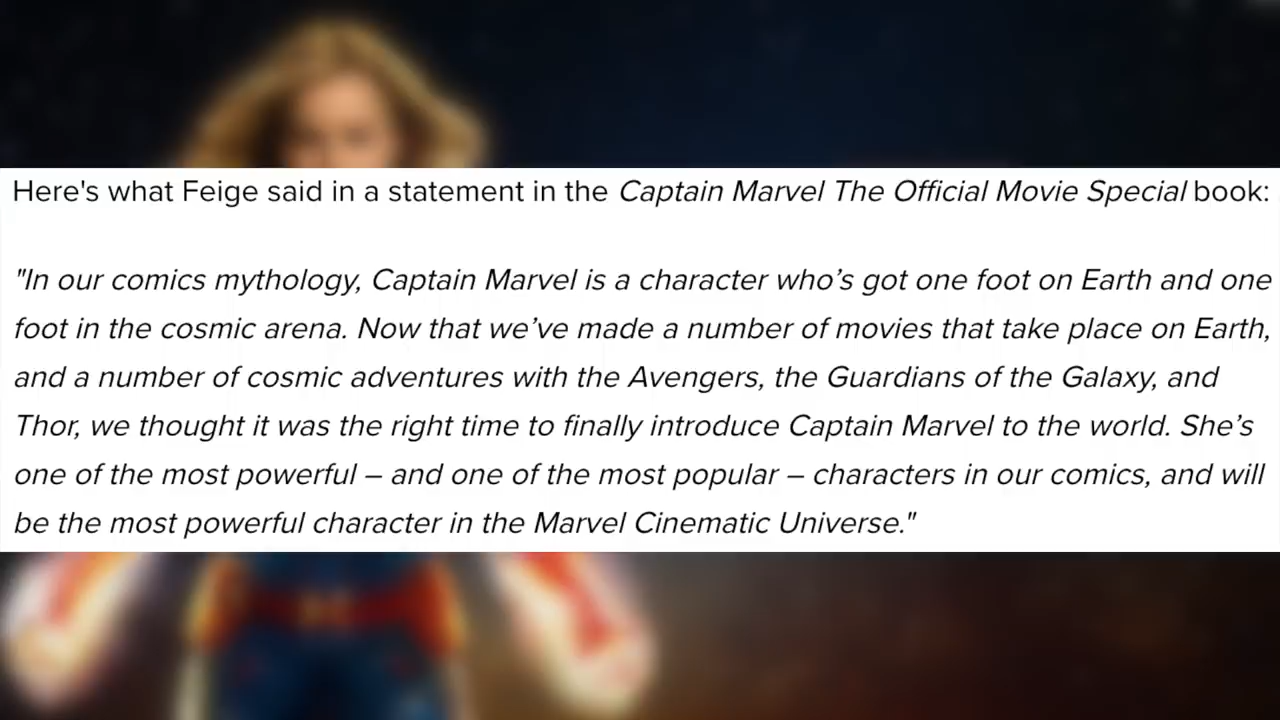 Here's what Feige said in a statement in the Captain Marvel The Official Movie Special book:
"In our comics mythology, Captain Marvel is a character who’s got one foot on Earth and one
foot in the cosmic arena. Now that we’ve made a number of movies that take place on Earth,
and a number of cosmic adventures with the Avengers, the Guardians of the Galaxy, and
Thor, we thought it was the right time to finally introduce Captain Marvel to the world. She’s
one of the most powerful – and one of the most popular – characters in our comics, and will
be the most powerful character in the Marvel Cinematic Universe."